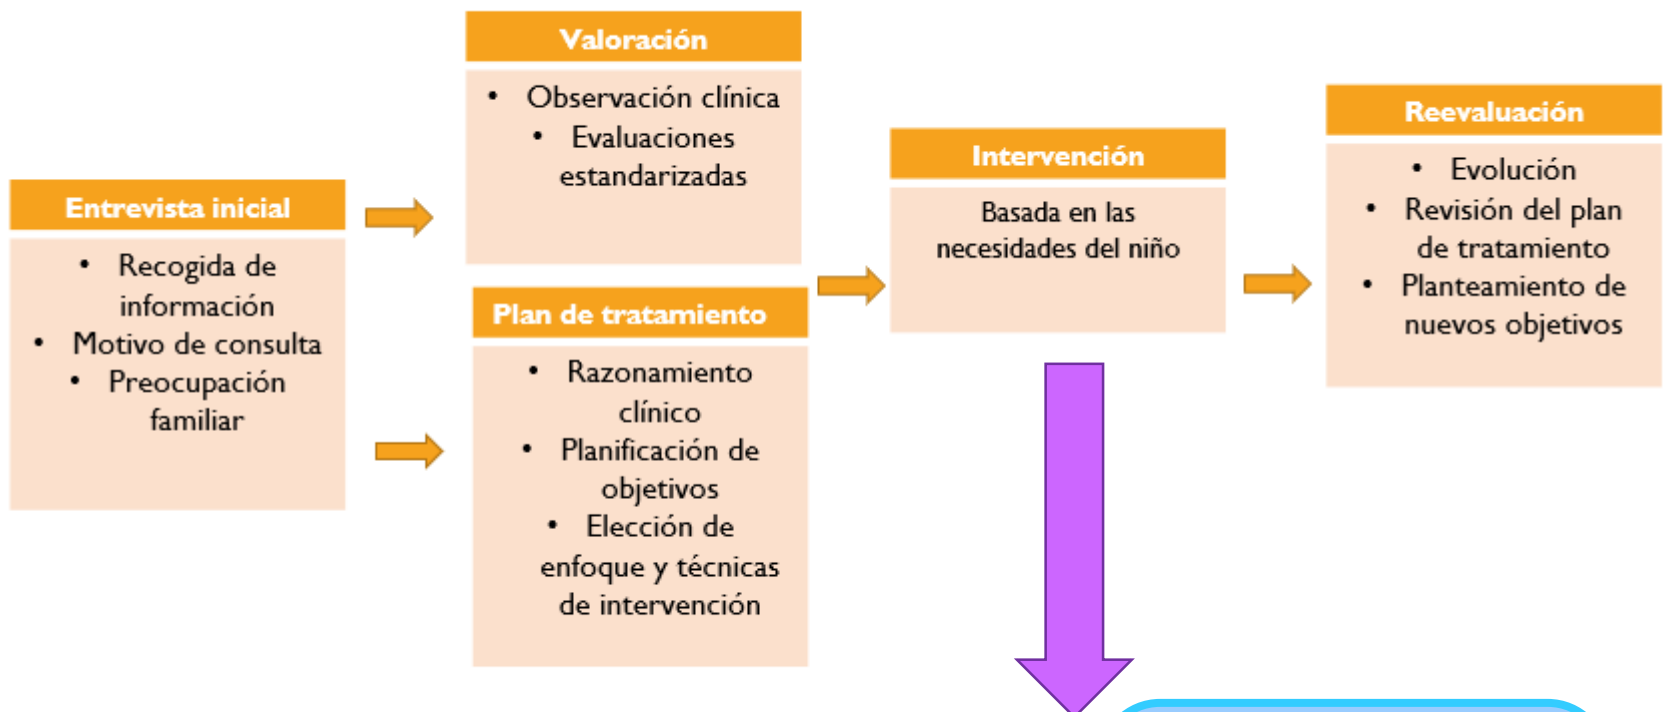 Entrevista inicial
• Recogida de
información
• Motivo de consulta
• Preocupación
familiar
Valoración
• Observación clínica
• Evaluaciones
estandarizadas
Plan de tratamiento
• Razonamiento
clínico
• Planificación de
objetivos
• Elección de
enfoque y técnicas
de intervención
Intervención
Basada en las
necesidades del niño
Reevaluación
• Evolución
• Revisión del plan
de tratamiento
• Planteamiento de
nuevos objetivos